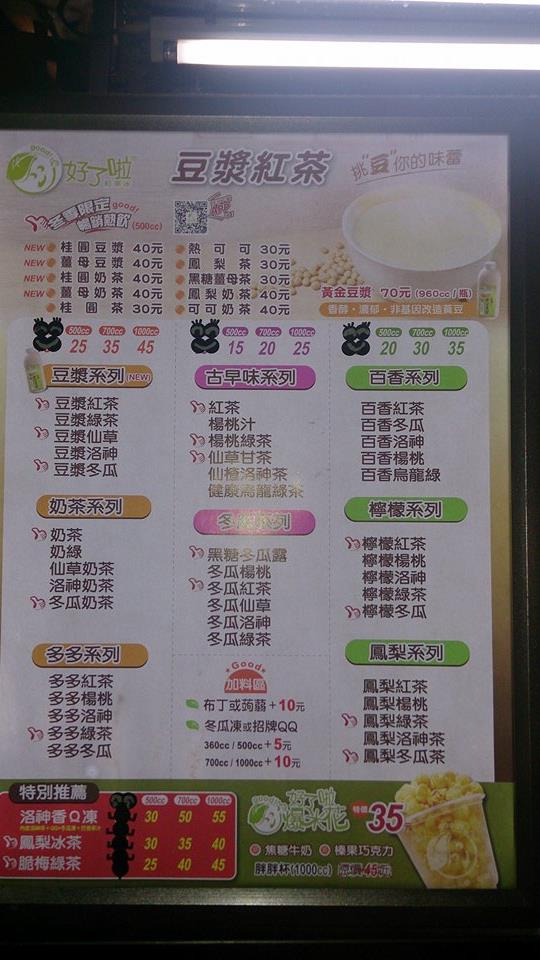 good!
好了啦
豆漿紅茶
挑"豆"你的味蕾
冬夏限定 good!
暢銷熱飲 (500cc)
NEW 桂圓豆漿 40元
NEW 薑母豆漿 40元
NEW 桂圓奶茶 40元
NEW 薑母奶茶 40元
桂圓茶 30元
熱可可 30元
鳳梨茶 30元
黑糖薑母茶 30元
鳳梨奶茶 40元
可可奶茶 40元
黃金豆漿 70元 (960cc / 瓶)
香醇·濃郁·非基因改造黃豆
500cc 700cc 1000cc
25 35 45
豆漿系列 (NEW)
豆漿紅茶
豆漿綠茶
豆漿仙草
豆漿洛神
豆漿冬瓜
奶茶系列
奶茶
奶綠
仙草奶茶
洛神奶茶
冬瓜奶茶
多多系列
多多紅茶
多多楊桃
多多洛神
多多綠茶
多多冬瓜
500cc 700cc 1000cc
15 20 25
古早味系列
紅茶
楊桃汁
楊桃綠茶
仙草甘茶
仙楂洛神茶
健康烏龍綠茶
冬瓜系列
黑糖冬瓜露
冬瓜楊桃
冬瓜紅茶
冬瓜仙草
冬瓜洛神
冬瓜綠茶
Good
加料區
布丁或蒟蒻+10元
冬瓜凍或招牌QQ
360cc / 500cc+5元
700cc / 1000cc+10元
500cc 700cc 1000cc
20 30 35
百香系列
百香紅茶
百香冬瓜
百香洛神
百香楊桃
百香烏龍綠
檸檬系列
檸檬紅茶
檸檬楊桃
檸檬洛神
檸檬綠茶
檸檬冬瓜
鳳梨系列
鳳梨紅茶
鳳梨楊桃
鳳梨綠茶
鳳梨洛神茶
鳳梨冬瓜茶
特別推薦
500cc 700cc 1000cc
洛神香Q凍 30 50 55
鳳梨冰茶 30 35 40
脆梅綠茶 25 40 45
good!
好了啦
爆米花
特價35元
焦糖牛奶 榛果巧克力
胖胖杯(1000cc) 原價45元